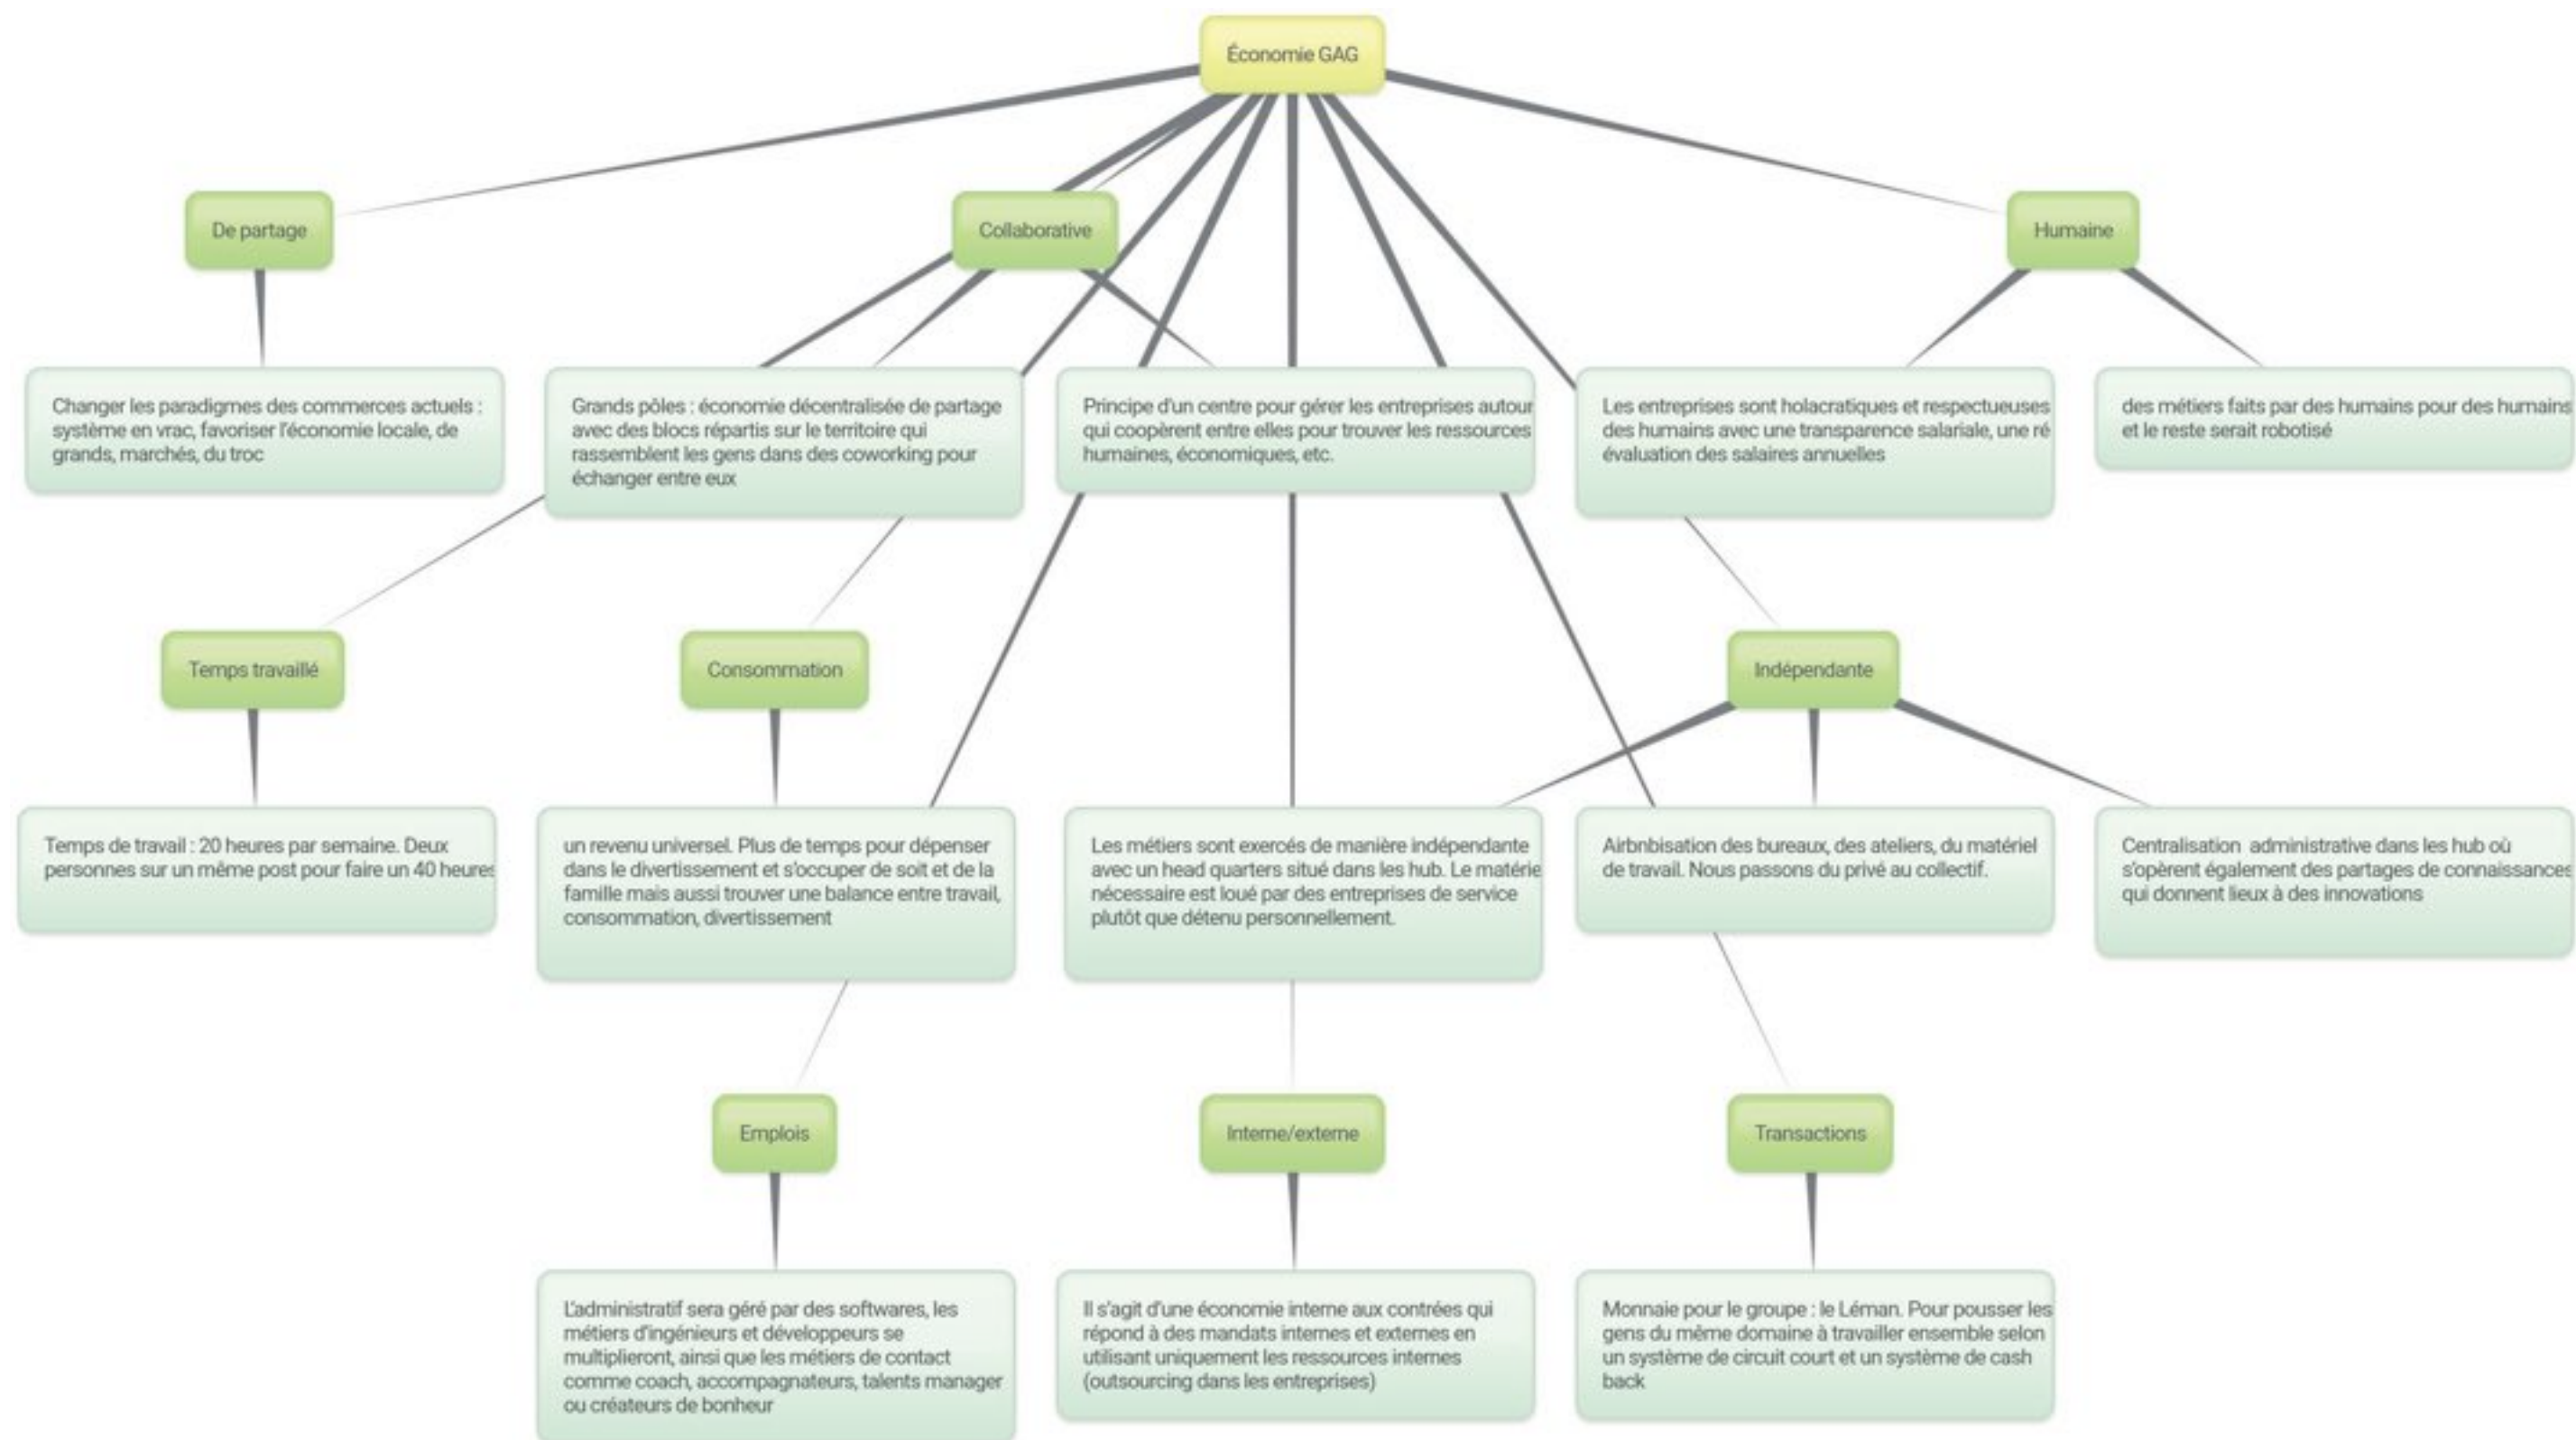 Économie GAG
De partage
Collaborative
Humaine
Changer les paradigmes des commerces actuels :
système en vrac, favoriser l'économie locale, de
grands, marchés, du troc
Grands pôles : économie décentralisée de partage
avec des blocs répartis sur le territoire qui
rassemblent les gens dans des coworking pour
échanger entre eux
Principe d'un centre pour gérer les entreprises autour
qui coopèrent entre elles pour trouver les ressources
humaines, économiques, etc.
Les entreprises sont holacratiques et respectueuses
des humains avec une transparence salariale, une ré
évaluation des salaires annuelles
des métiers faits par des humains pour des humains
et le reste serait robotisé
Temps travaillé
Consommation
Indépendante
Temps de travail : 20 heures par semaine. Deux
personnes sur un même post pour faire un 40 heures
un revenu universel. Plus de temps pour dépenser
dans le divertissement et s'occuper de soit et de la
famille mais aussi trouver une balance entre travail,
consommation, divertissement
Les métiers sont exercés de manière indépendante
avec un head quarters situé dans les hub. Le matérie
nécessaire est loué par des entreprises de service
plutôt que détenu personnellement.
Airbnbisation des bureaux, des ateliers, du matériel
de travail. Nous passons du privé au collectif.
Centralisation administrative dans les hub où
s'opèrent également des partages de connaissances
qui donnent lieux à des innovations
Emplois
Interne/externe
Transactions
L'administratif sera géré par des softwares, les
métiers d'ingénieurs et développeurs se
multiplieront, ainsi que les métiers de contact
comme coach, accompagnateurs, talents manager
ou créateurs de bonheur
Il s'agit d'une économie interne aux contrées qui
répond à des mandats internes et externes en
utilisant uniquement les ressources internes
(outsourcing dans les entreprises)
Monnaie pour le groupe : le Léman. Pour pousser les
gens du même domaine à travailler ensemble selon
un système de circuit court et un système de cash
back